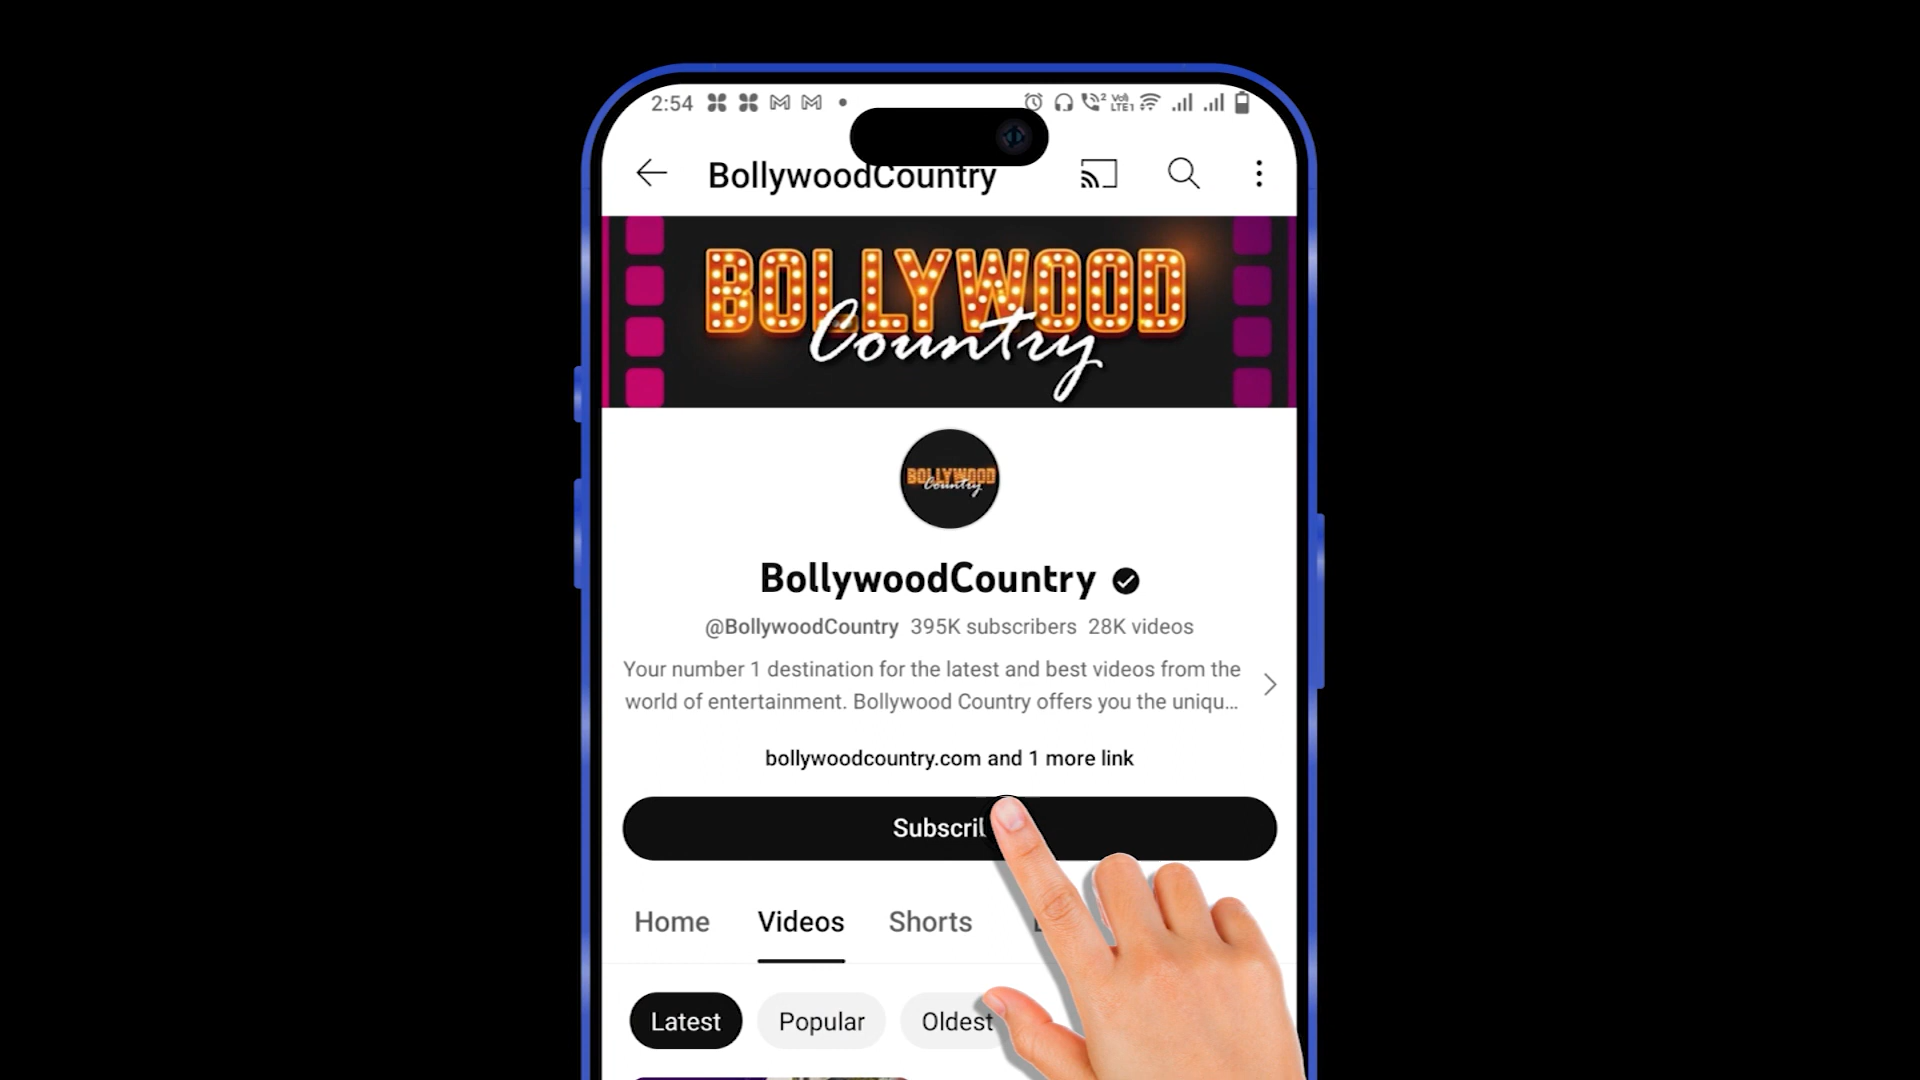 2:54
Vo)
LTE1
BollywoodCountry
BOLLYWOOD
Country
BOLLYWOOD
Country
BollywoodCountry
@BollywoodCountry 395K subscribers 28K videos
Your number 1 destination for the latest and best videos from the
world of entertainment. Bollywood Country offers you the uniqu...
bollywoodcountry.com and 1 more link
Subscri
Home Videos Shorts
Latest Popular Oldest